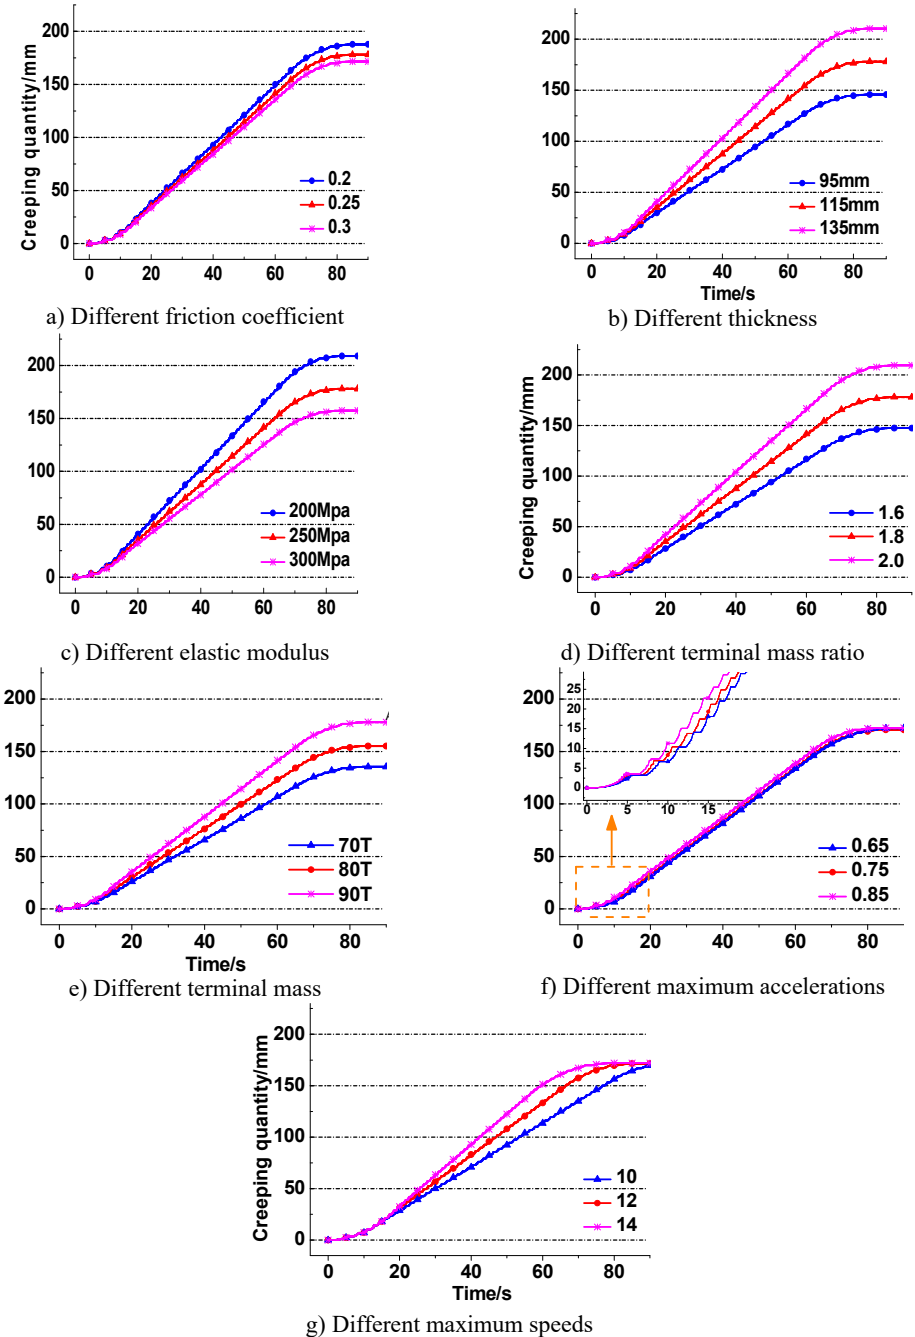 200
150
100
50
0
Creeping quantity/mm
0.2
0.25
0.3
0 20 40 60 80
a) Different friction coefficient
200
150
100
50
0
95mm
115mm
135mm
0 20 40 60 80
Time/s
b) Different thickness
200
150
100
50
0
200Mpa
250Mpa
300Mpa
0 20 40 60 80
c) Different elastic modulus
200
150
100
50
0
Creeping quantity/mm
1.6
1.8
2.0
0 20 40 60 80
d) Different terminal mass ratio
200
150
100
50
0
70T
80T
90T
0 20 40 60 80
Time/s
e) Different terminal mass
200
150
100
50
0
25
20
15
10
5
0
0 5 10 15
0.65
0.75
0.85
0 20 40 60 80
f) Different maximum accelerations
200
150
100
50
0
Creeping quantity/mm
10
12
14
0 20 40 60 80
Time/s
g) Different maximum speeds